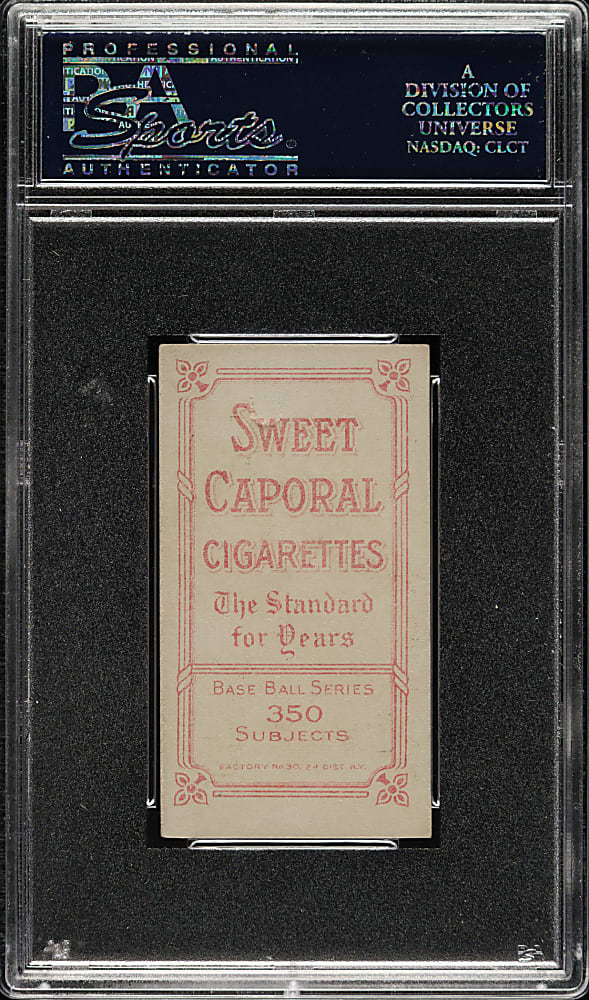 PROFESSIONAL
PSA
Sports
AUTHENTICATOR
A
DIVISION OF
COLLECTORS
UNIVERSE
NASDAQ: CLCT
SWEET
CAPORAL
CIGARETTES
The Standard
for Years
BASE BALL SERIES
350
SUBJECTS
FACTORY No 30, 2d DIST. N.Y.